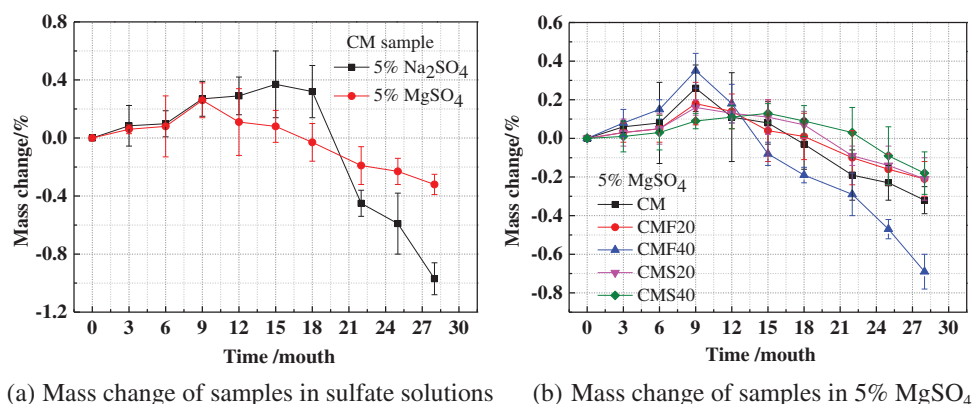 CM sample
5% Na₂SO₄
5% MgSO₄
Mass change/%
0.8
0.4
0.0
-0.4
-0.8
-1.2
0 3 6 9 12 15 18 21 24 27 30
Time /mouth
(a) Mass change of samples in sulfate solutions
5% MgSO₄
CM
CMF20
CMF40
CMS20
CMS40
Mass change/%
0.6
0.4
0.2
0.0
-0.2
-0.4
-0.6
-0.8
0 3 6 9 12 15 18 21 24 27 30
Time /mouth
(b) Mass change of samples in 5% MgSO₄